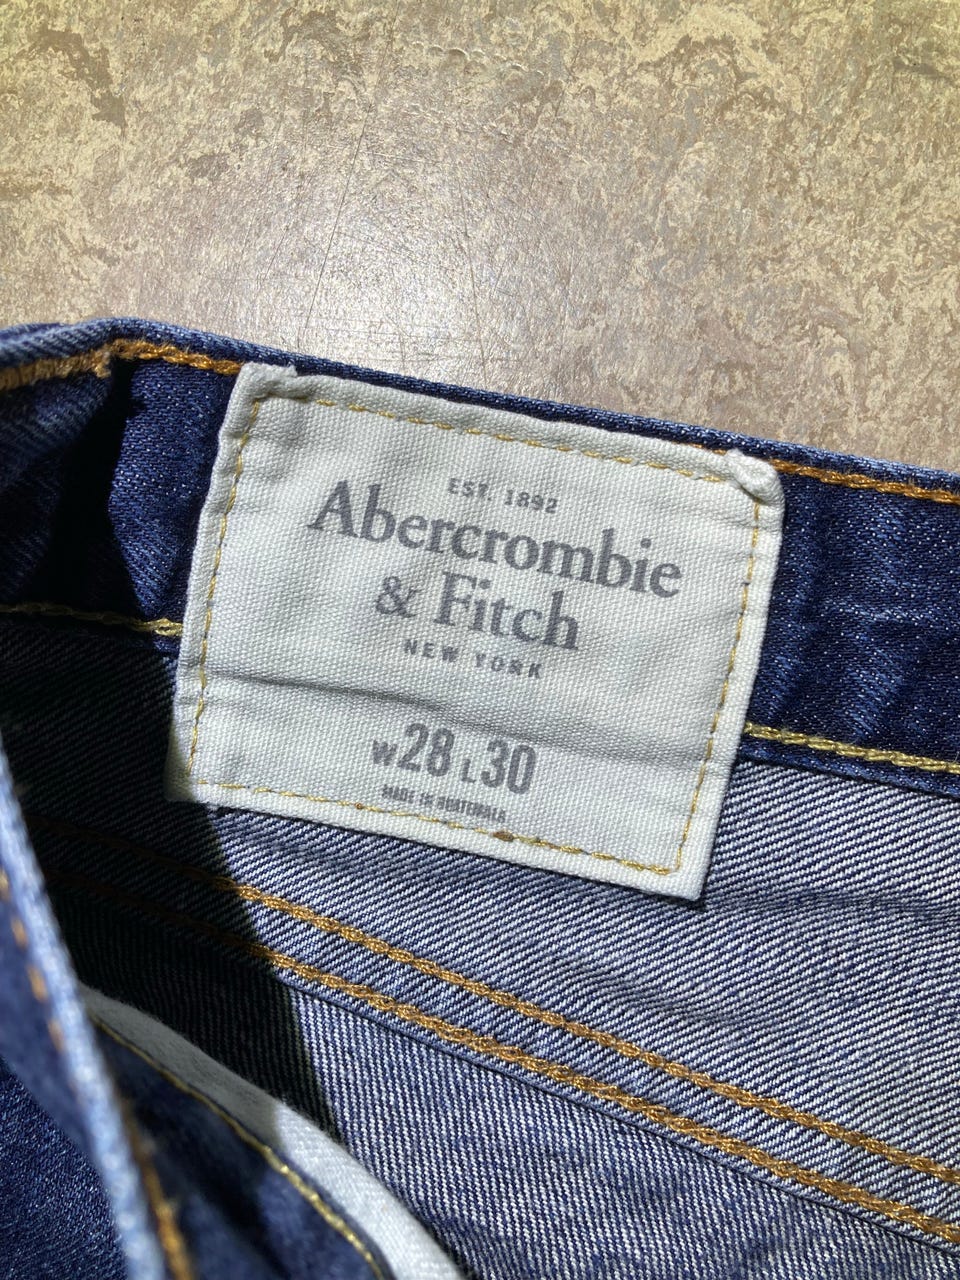 EST. 1892
Abercrombie
& Fitch
NEW YORK
W28 L30
MADE IN GUATEMALA